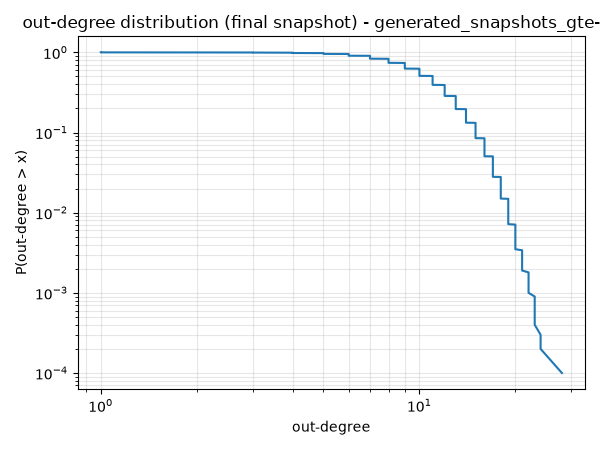 out-degree distribution (final snapshot) - generated_snapshots_gte-
P(out-degree > x)
10⁰
10⁻¹
10⁻²
10⁻³
10⁻⁴
10⁰
10¹
out-degree